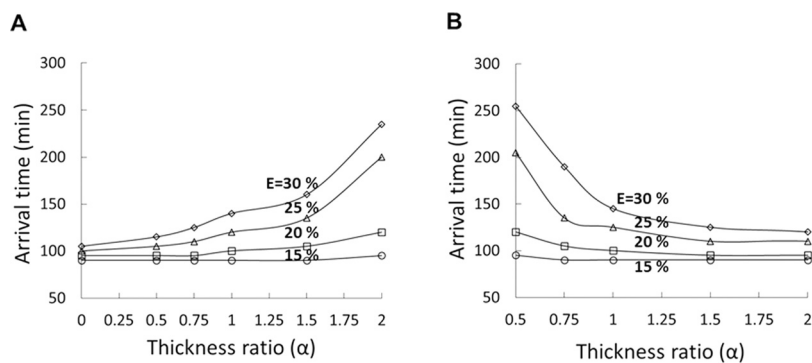 A
B
300
250
200
150
100
50
Arrival time (min)
E=30 %
25 %
20 %
15 %
0 0.25 0.5 0.75 1 1.25 1.5 1.75 2
Thickness ratio (α)
300
250
200
150
100
50
Arrival time (min)
E=30 %
25 %
20 %
15 %
0.5 0.75 1 1.25 1.5 1.75 2
Thickness ratio (α)